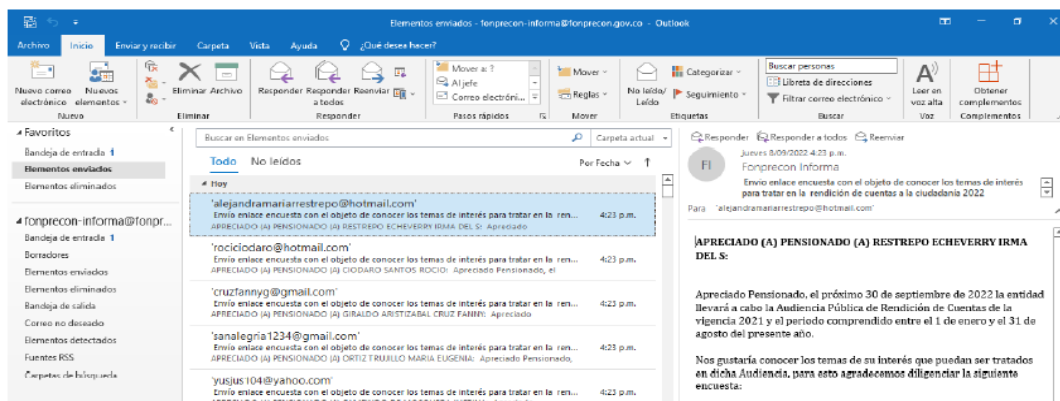 Elementos enviados - fonprecon-informa@fonprecon.gov.co - Outlook
Archivo Inicio Enviar y recibir Carpeta Vista Ayuda ¿Qué desea hacer?
Nuevo correo electrónico
Nuevos elementos
Eliminar Archivo
Responder
Responder a todos
Reenviar
Mover a: ?
Al jefe
Correo electróni...
Mover
Reglas
No leído/ Leído
Categorizar
Seguimiento
Buscar personas
Libreta de direcciones
Filtrar correo electrónico
Leer en voz alta
Obtener complementos
Nuevo Eliminar Responder Pasos rápidos Mover Etiquetas Buscar Voz Complementos
Favoritos
Bandeja de entrada 1
Elementos enviados
Elementos eliminados
fonprecon-informa@fonpr...
Bandeja de entrada 1
Borradores
Elementos enviados
Elementos eliminados
Bandeja de salida
Correo no deseado
Elementos detectados
Fuentes RSS
Carpetas de búsqueda
Buscar en Elementos enviados
Carpeta actual
Todo No leídos
Por Fecha
Hoy
'alejandramariarrestrepo@hotmail.com'
Envío enlace encuesta con el objeto de conocer los temas de interés para tratar en la ren... 4:23 p.m.
APRECIADO (A) PENSIONADO (A) RESTREPO ECHEVERRY IRMA DEL S: Apreciado
'rociciodaro@hotmail.com'
Envío enlace encuesta con el objeto de conocer los temas de interés para tratar en la ren... 4:23 p.m.
APRECIADO (A) PENSIONADO (A) CIODARO SANTOS ROCIO: Apreciado Pensionado, el
'cruzfannyg@gmail.com'
Envío enlace encuesta con el objeto de conocer los temas de interés para tratar en la ren... 4:23 p.m.
APRECIADO (A) PENSIONADO (A) GIRALDO ARISTIZABAL CRUZ FANNY: Apreciado
'sanalegria1234@gmail.com'
Envío enlace encuesta con el objeto de conocer los temas de interés para tratar en la ren... 4:23 p.m.
APRECIADO (A) PENSIONADO (A) ORTIZ TRUJILLO MARIA EUGENIA: Apreciado Pensionado,
'yusjus104@yahoo.com'
Envío enlace encuesta con el objeto de conocer los temas de interés para tratar en la ren... 4:23 p.m.
Responder Responder a todos Reenviar
jueves 8/09/2022 4:23 p.m.
FI
Fonprecon Informa
Envio enlace encuesta con el objeto de conocer los temas de interés
para tratar en la rendición de cuentas a la ciudadanía 2022
Para 'alejandramariarrestrepo@hotmail.com'
APRECIADO (A) PENSIONADO (A) RESTREPO ECHEVERRY IRMA
DEL S:
Apreciado Pensionado, el próximo 30 de septiembre de 2022 la entidad
llevará a cabo la Audiencia Pública de Rendición de Cuentas de la
vigencia 2021 y el periodo comprendido entre el 1 de enero y el 31 de
agosto del presente año.
Nos gustaría conocer los temas de su interés que puedan ser tratados
en dicha Audiencia, para esto agradecemos diligenciar la siguiente
encuesta: